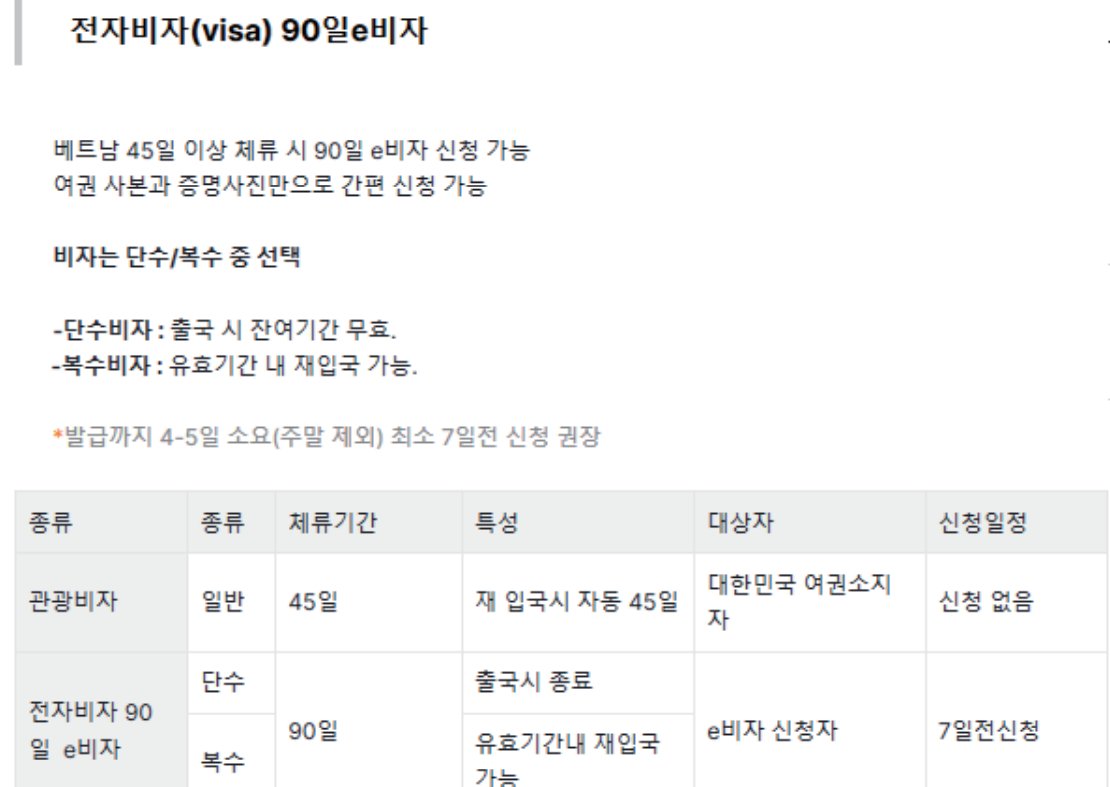 전자비자(visa) 90일e비자
베트남 45일 이상 체류 시 90일 e비자 신청 가능
여권 사본과 증명사진만으로 간편 신청 가능
비자는 단수/복수 중 선택
-단수비자 : 출국 시 잔여기간 무효.
-복수비자 : 유효기간 내 재입국 가능.
*발급까지 4-5일 소요(주말 제외) 최소 7일전 신청 권장
종류 종류 체류기간 특성 대상자 신청일정
관광비자 일반 45일 재 입국시 자동 45일 대한민국 여권소지
자 신청 없음
전자비자 90
일 e비자
단수 90일 출국시 종료 e비자 신청자 7일전신청
복수 유효기간내 재입국
가능